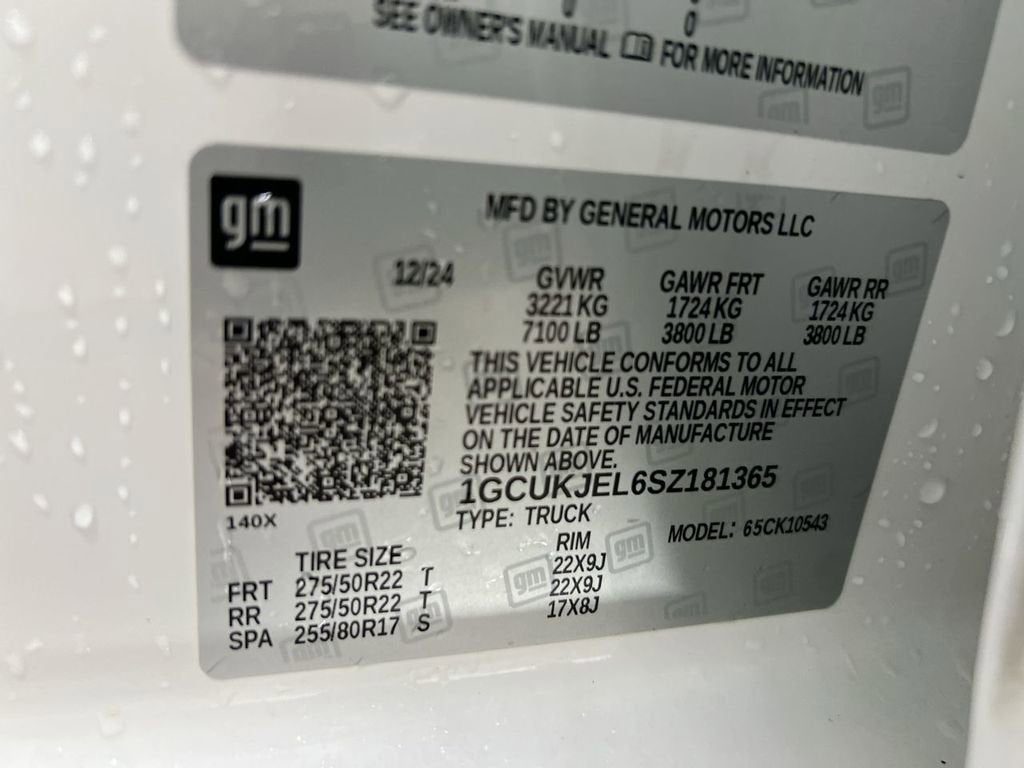 0 0
SEE OWNER'S MANUAL FOR MORE INFORMATION
gm
MFD BY GENERAL MOTORS LLC
12/24 GVWR GAWR FRT GAWR RR
3221 KG 1724 KG 1724 KG
7100 LB 3800 LB 3800 LB
THIS VEHICLE CONFORMS TO ALL
APPLICABLE U.S. FEDERAL MOTOR
VEHICLE SAFETY STANDARDS IN EFFECT
ON THE DATE OF MANUFACTURE
SHOWN ABOVE.
1GCUKJEL6SZ181365
140X
TYPE: TRUCK MODEL: 65CK10543
TIRE SIZE RIM
FRT 275/50R22 T 22X9J
RR 275/50R22 T 22X9J
SPA 255/80R17 S 17X8J